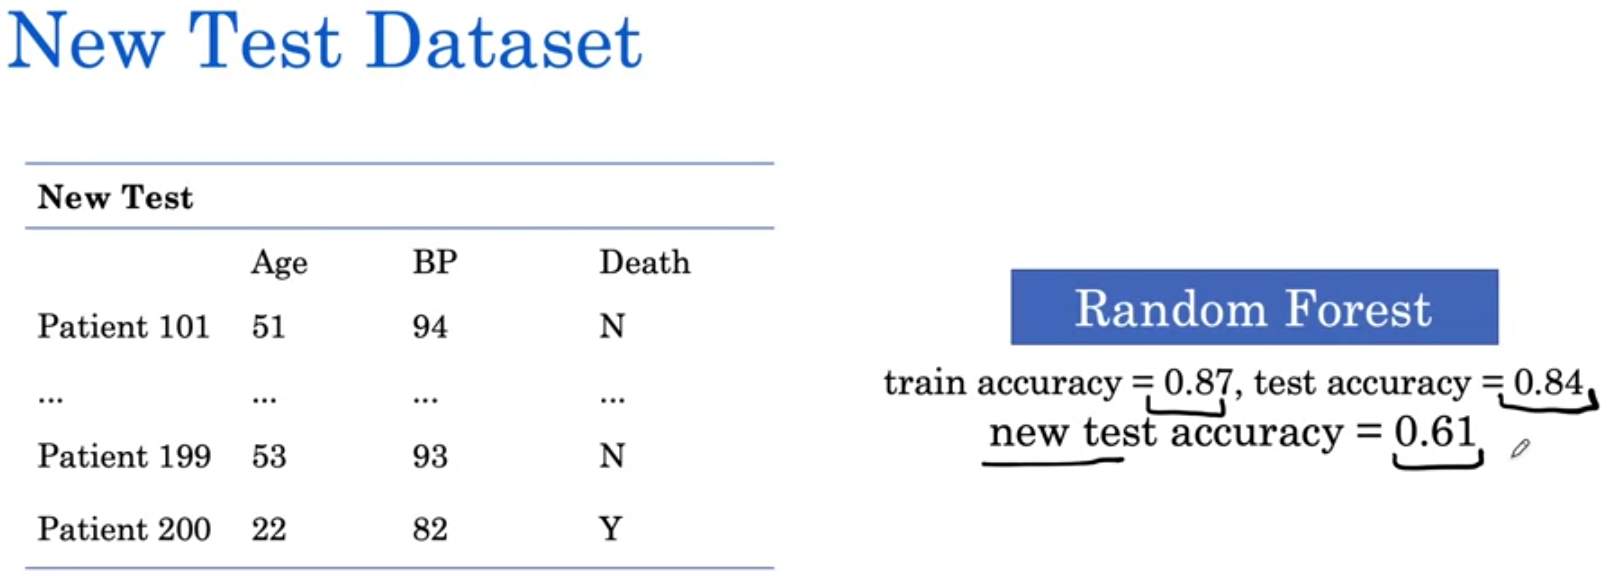 New Test Dataset
New Test
Age BP Death
Patient 101 51 94 N
... ... ... ...
Patient 199 53 93 N
Patient 200 22 82 Y
Random Forest
train accuracy = 0.87, test accuracy = 0.84,
new test accuracy = 0.61